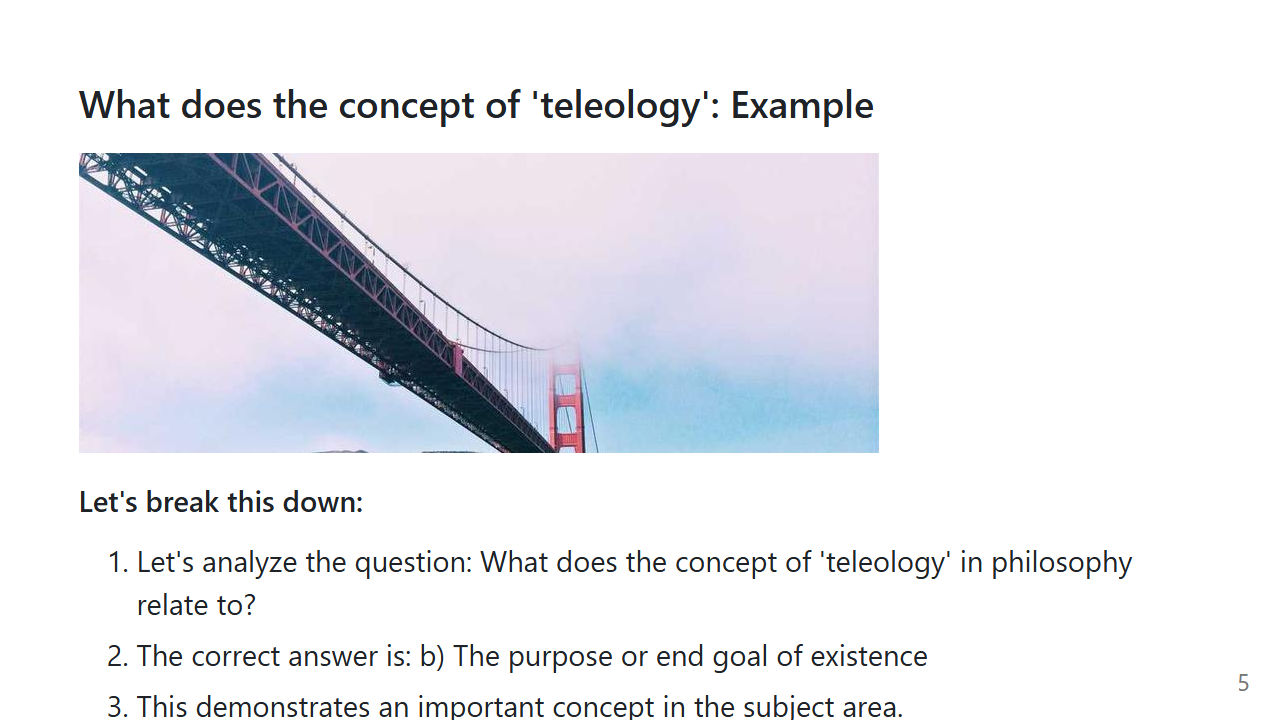 What does the concept of 'teleology': Example
Let's break this down:
1. Let's analyze the question: What does the concept of 'teleology' in philosophy
relate to?
2. The correct answer is: b) The purpose or end goal of existence
3. This demonstrates an important concept in the subject area.
5